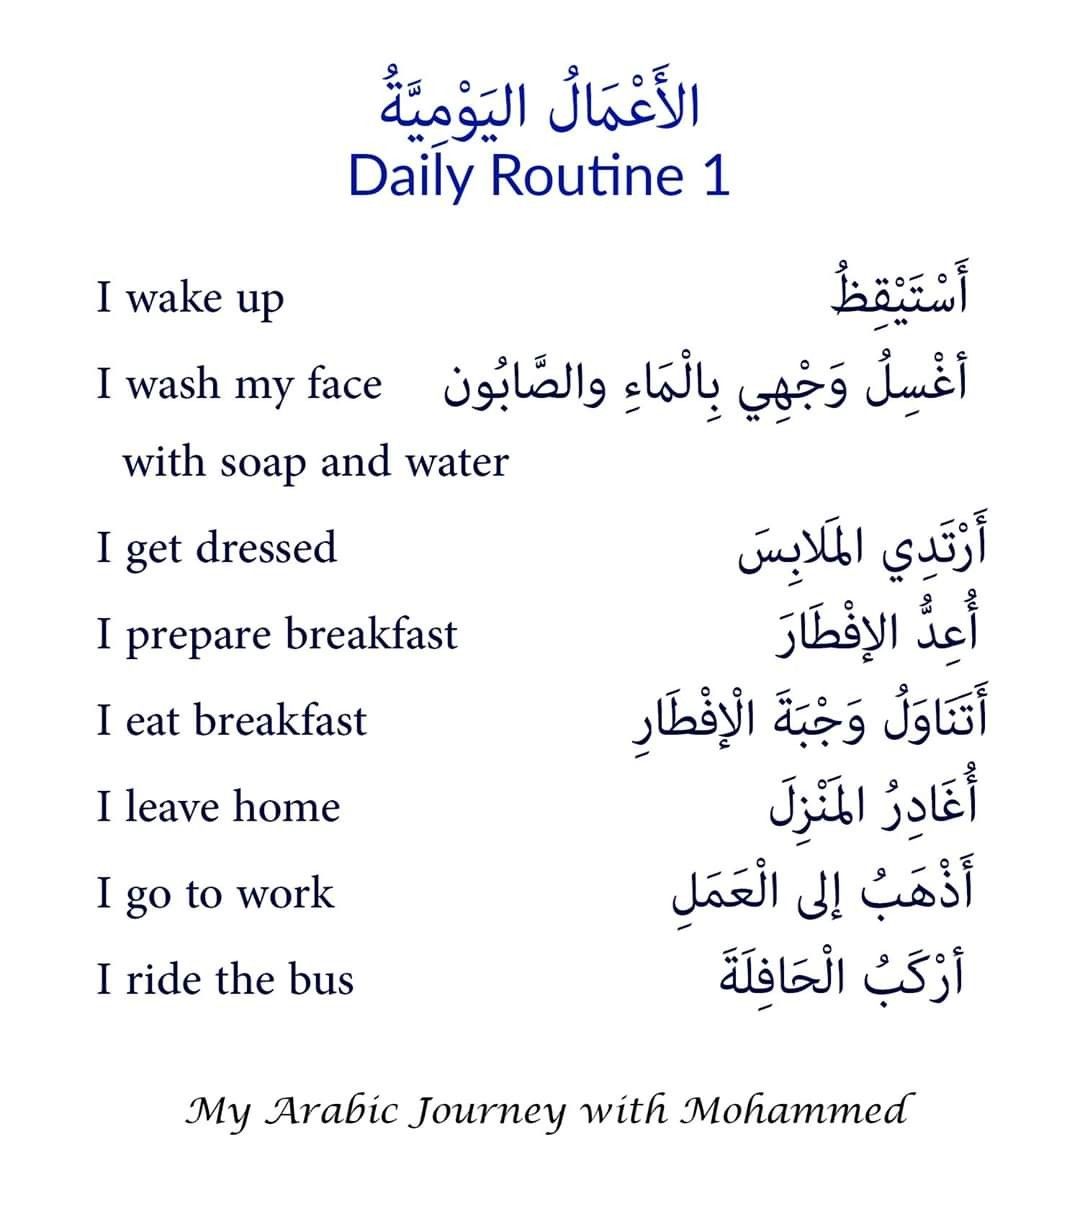 الأَعْمَالُ اليَوْمِيَّةُ
Daily Routine 1
I wake up أَسْتَيْقِظُ
I wash my face أغْسِلُ وَجْهِي بِالْمَاءِ والصَّابُون
with soap and water
I get dressed أَرْتَدِي المَلَابِسَ
I prepare breakfast أُعِدُّ الإفْطَارَ
I eat breakfast أَتَنَاوَلُ وَجْبَةَ الْإفْطَارِ
I leave home أُغَادِرُ المَنْزِلَ
I go to work أَذْهَبُ إلى الْعَمَلِ
I ride the bus أرْكَبُ الْحَافِلَةَ
My Arabic Journey with Mohammed